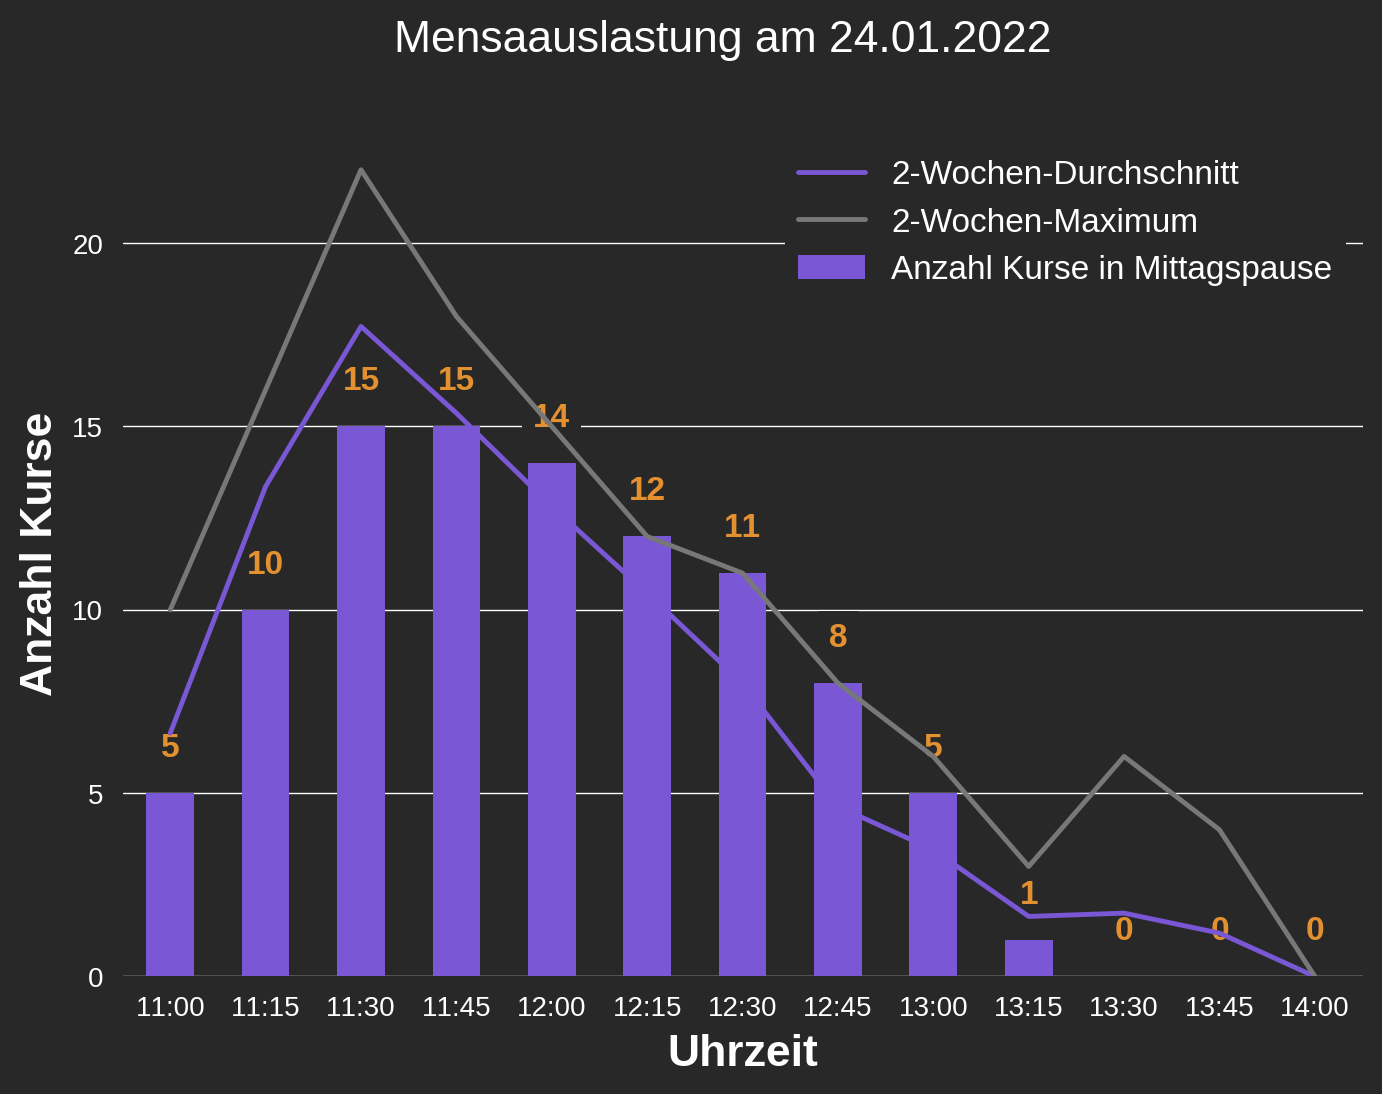 Mensaauslastung am 24.01.2022
2-Wochen-Durchschnitt
2-Wochen-Maximum
Anzahl Kurse in Mittagspause
Anzahl Kurse
20
15
10
5
0
5
10
15
15
14
12
11
8
5
1
0
0
0
11:00 11:15 11:30 11:45 12:00 12:15 12:30 12:45 13:00 13:15 13:30 13:45 14:00
Uhrzeit